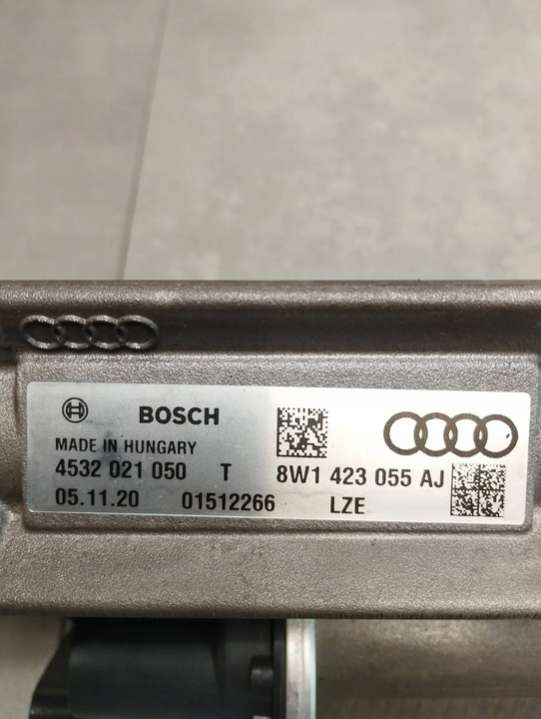 BOSCH
MADE IN HUNGARY
4532 021 050 T 8W1 423 055 AJ
05.11.20 01512266 LZE